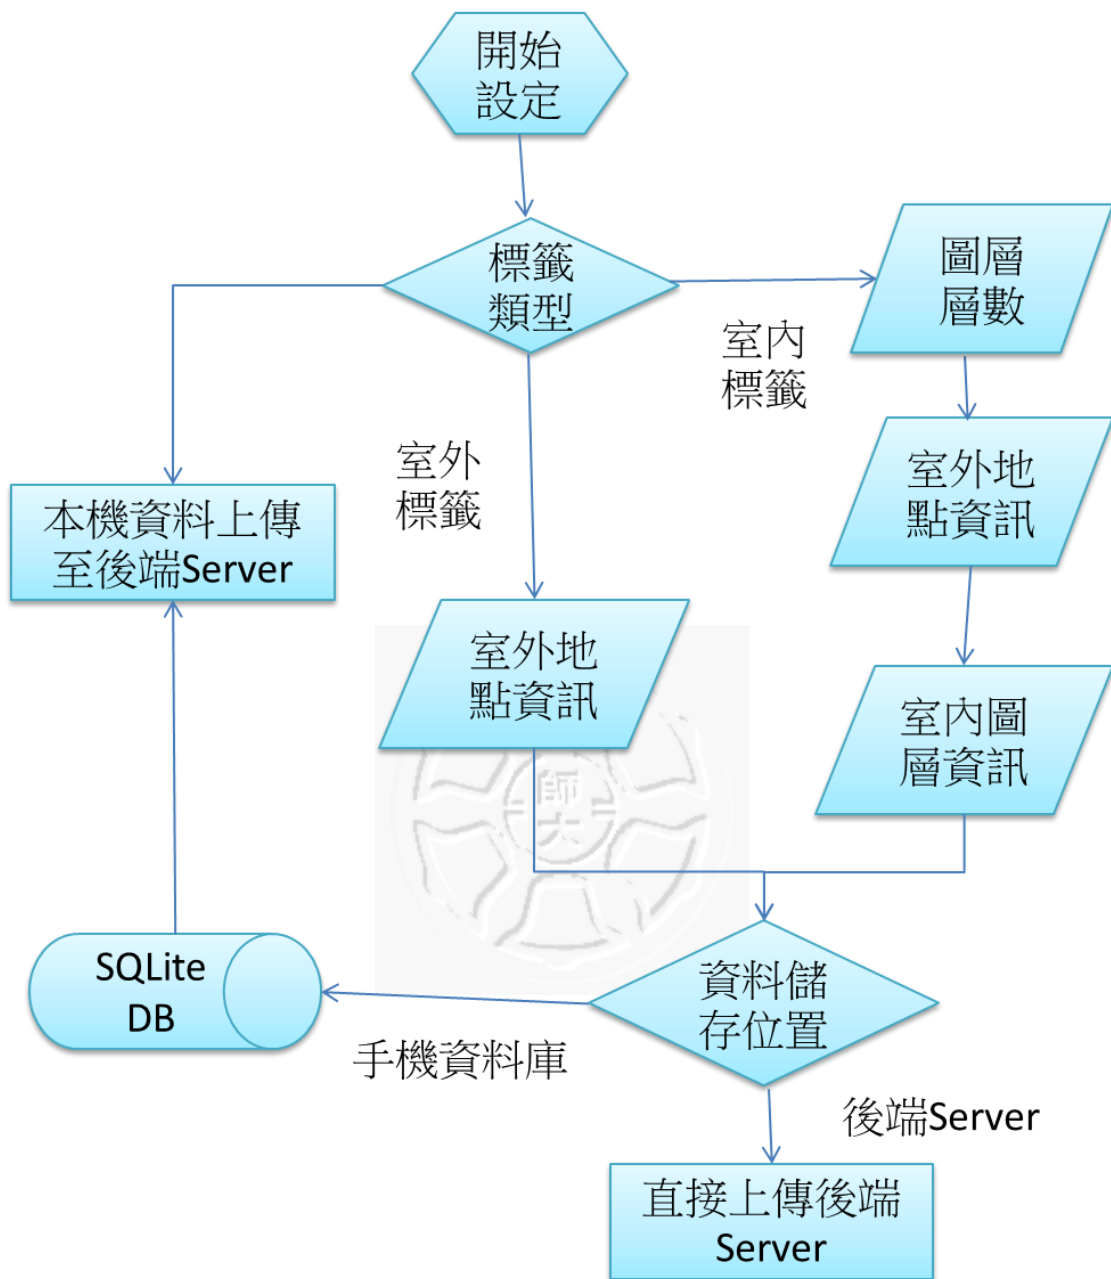 開始
設定
標籤
類型
圖層
層數
室內
標籤
室外
標籤
室外地
點資訊
本機資料上傳
至後端Server
室外地
點資訊
室內圖
層資訊
師大
SQLite
DB
資料儲
存位置
手機資料庫
後端Server
直接上傳後端
Server